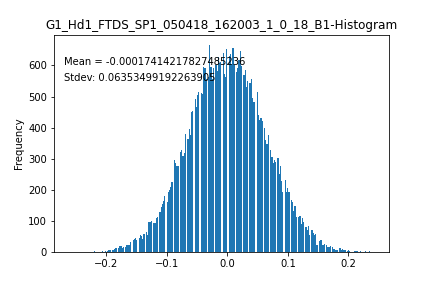 G1_Hd1_FTDS_SP1_050418_162003_1_0_18_B1-Histogram
Mean = -0.00017414217827485236
Stdev: 0.06353499192263905
Frequency
600
500
400
300
200
100
0
−0.2 −0.1 0.0 0.1 0.2